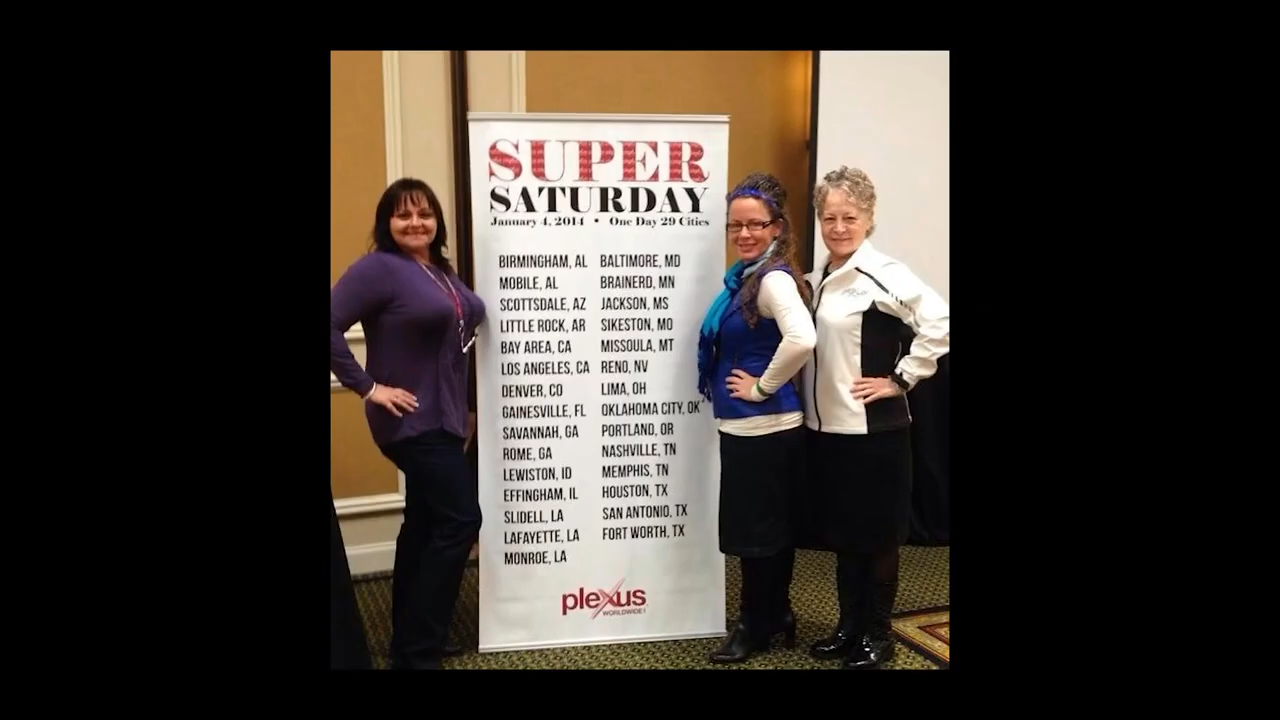 SUPER
SATURDAY
January 4, 2014 • One Day 29 Cities
BIRMINGHAM, AL
MOBILE, AL
SCOTTSDALE, AZ
LITTLE ROCK, AR
BAY AREA, CA
LOS ANGELES, CA
DENVER, CO
GAINESVILLE, FL
SAVANNAH, GA
ROME, GA
LEWISTON, ID
EFFINGHAM, IL
SLIDELL, LA
LAFAYETTE, LA
MONROE, LA
BALTIMORE, MD
BRAINERD, MN
JACKSON, MS
SIKESTON, MO
MISSOULA, MT
RENO, NV
LIMA, OH
OKLAHOMA CITY, OK
PORTLAND, OR
NASHVILLE, TN
MEMPHIS, TN
HOUSTON, TX
SAN ANTONIO, TX
FORT WORTH, TX
plexus
WORLDWIDE